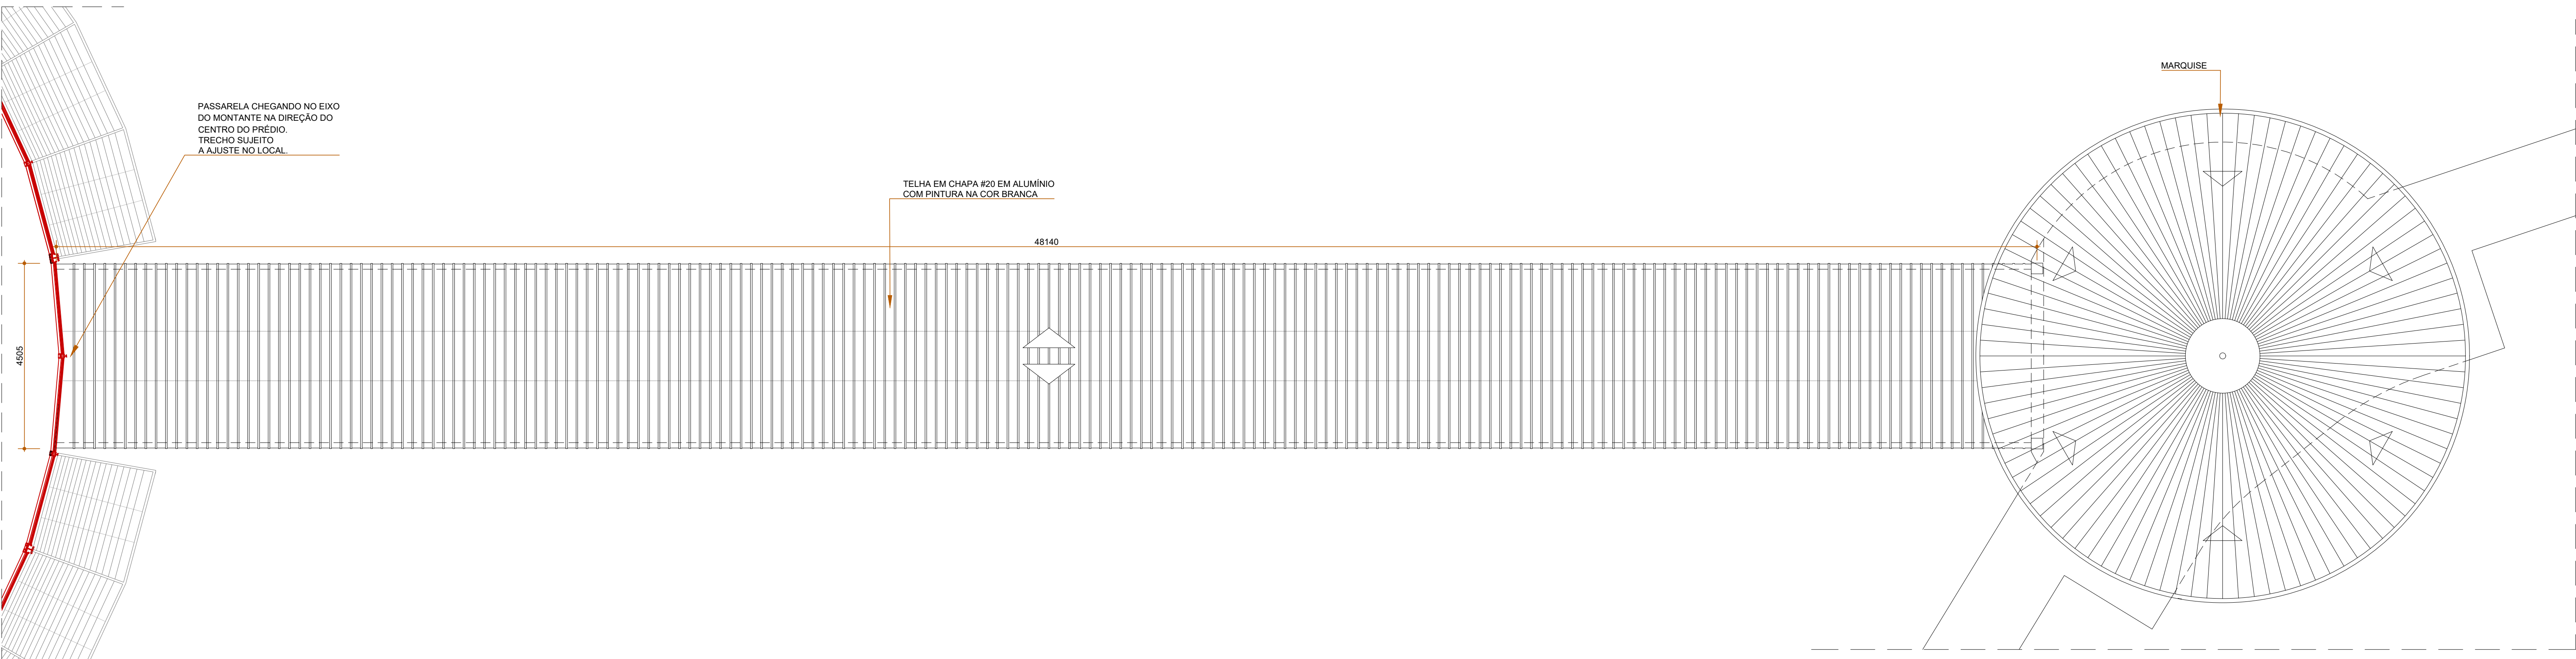 MARQUISE
PASSARELA CHEGANDO NO EIXO
DO MONTANTE NA DIREÇÃO DO
CENTRO DO PRÉDIO.
TRECHO SUJEITO
A AJUSTE NO LOCAL.
TELHA EM CHAPA #20 EM ALUMÍNIO
COM PINTURA NA COR BRANCA
48140
4505